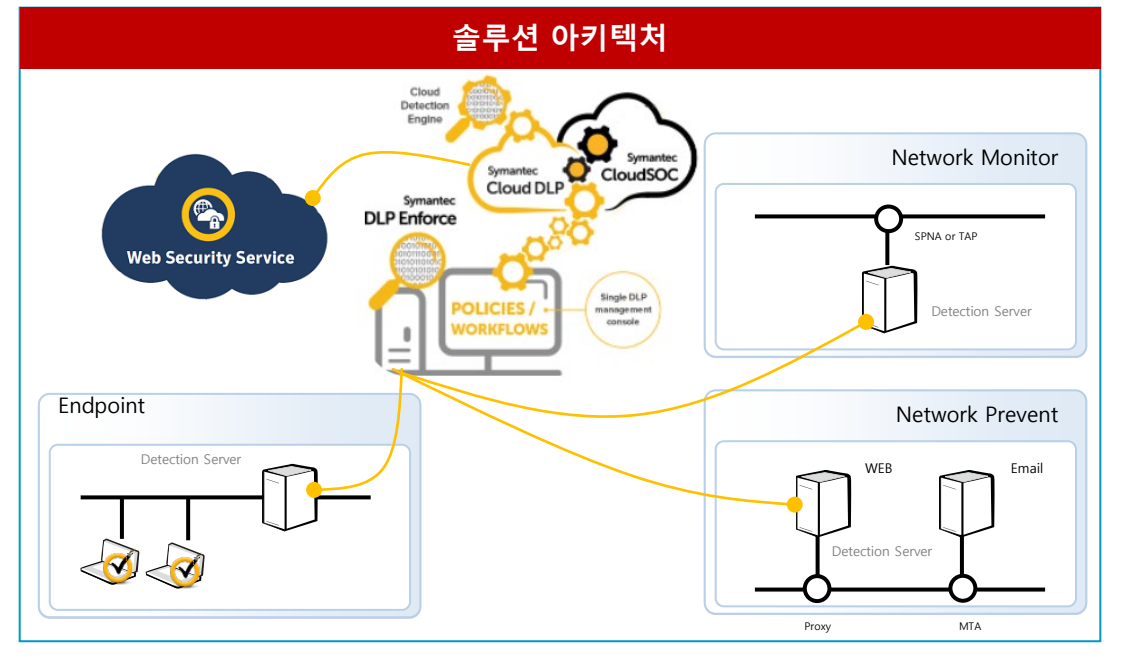 솔루션 아키텍처
Cloud
Detection
Engine
Symantec
Cloud DLP
Symantec
CloudSOC
Web Security Service
Symantec
DLP Enforce
POLICIES /
WORKFLOWS
Single DLP
management
console
Network Monitor
SPNA or TAP
Detection Server
Endpoint
Detection Server
Network Prevent
WEB
Email
Detection Server
Proxy
MTA